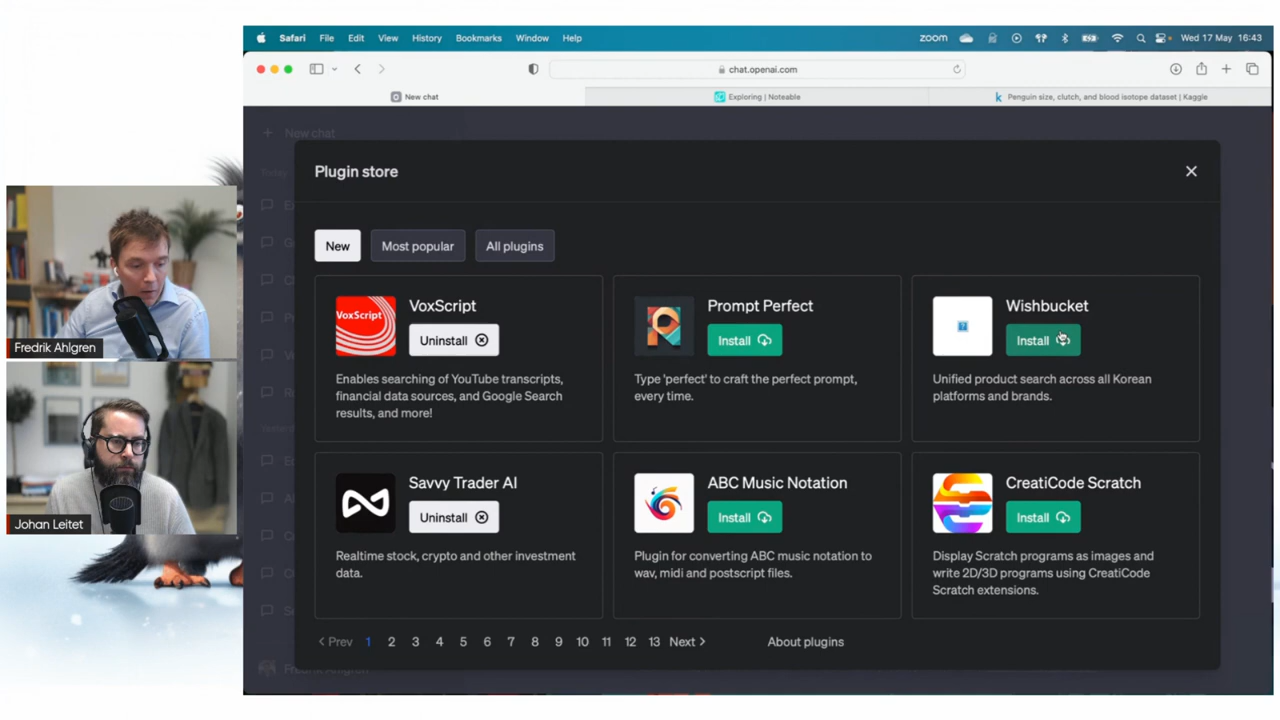 Safari File Edit View History Bookmarks Window Help
zoom
Wed 17 May 16:43
chat.openai.com
New chat
Exploring | Noteable
Penguin size, clutch, and blood isotope dataset | Kaggle
+ New chat
Plugin store
New
Most popular
All plugins
VoxScript
VoxScript
Uninstall
Enables searching of YouTube transcripts,
financial data sources, and Google Search
results, and more!
Prompt Perfect
Install
Type 'perfect' to craft the perfect prompt,
every time.
Wishbucket
Install
Unified product search across all Korean
platforms and brands.
Savvy Trader AI
Uninstall
Realtime stock, crypto and other investment
data.
ABC Music Notation
Install
Plugin for converting ABC music notation to
wav, midi and postscript files.
CreatiCode Scratch
Install
Display Scratch programs as images and
write 2D/3D programs using CreatiCode
Scratch extensions.
< Prev 1 2 3 4 5 6 7 8 9 10 11 12 13 Next >
About plugins
Fredrik Ahlgren
Fredrik Ahlgren
Johan Leitet